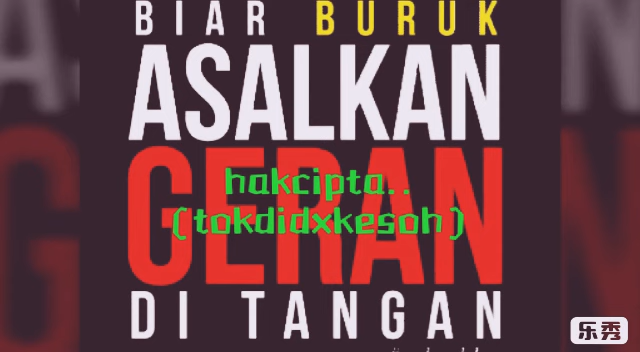 BIAR BURUK
ASALKAN
GERAN
hakcipta..
(tokdidxkesoh)
DI TANGAN
乐秀